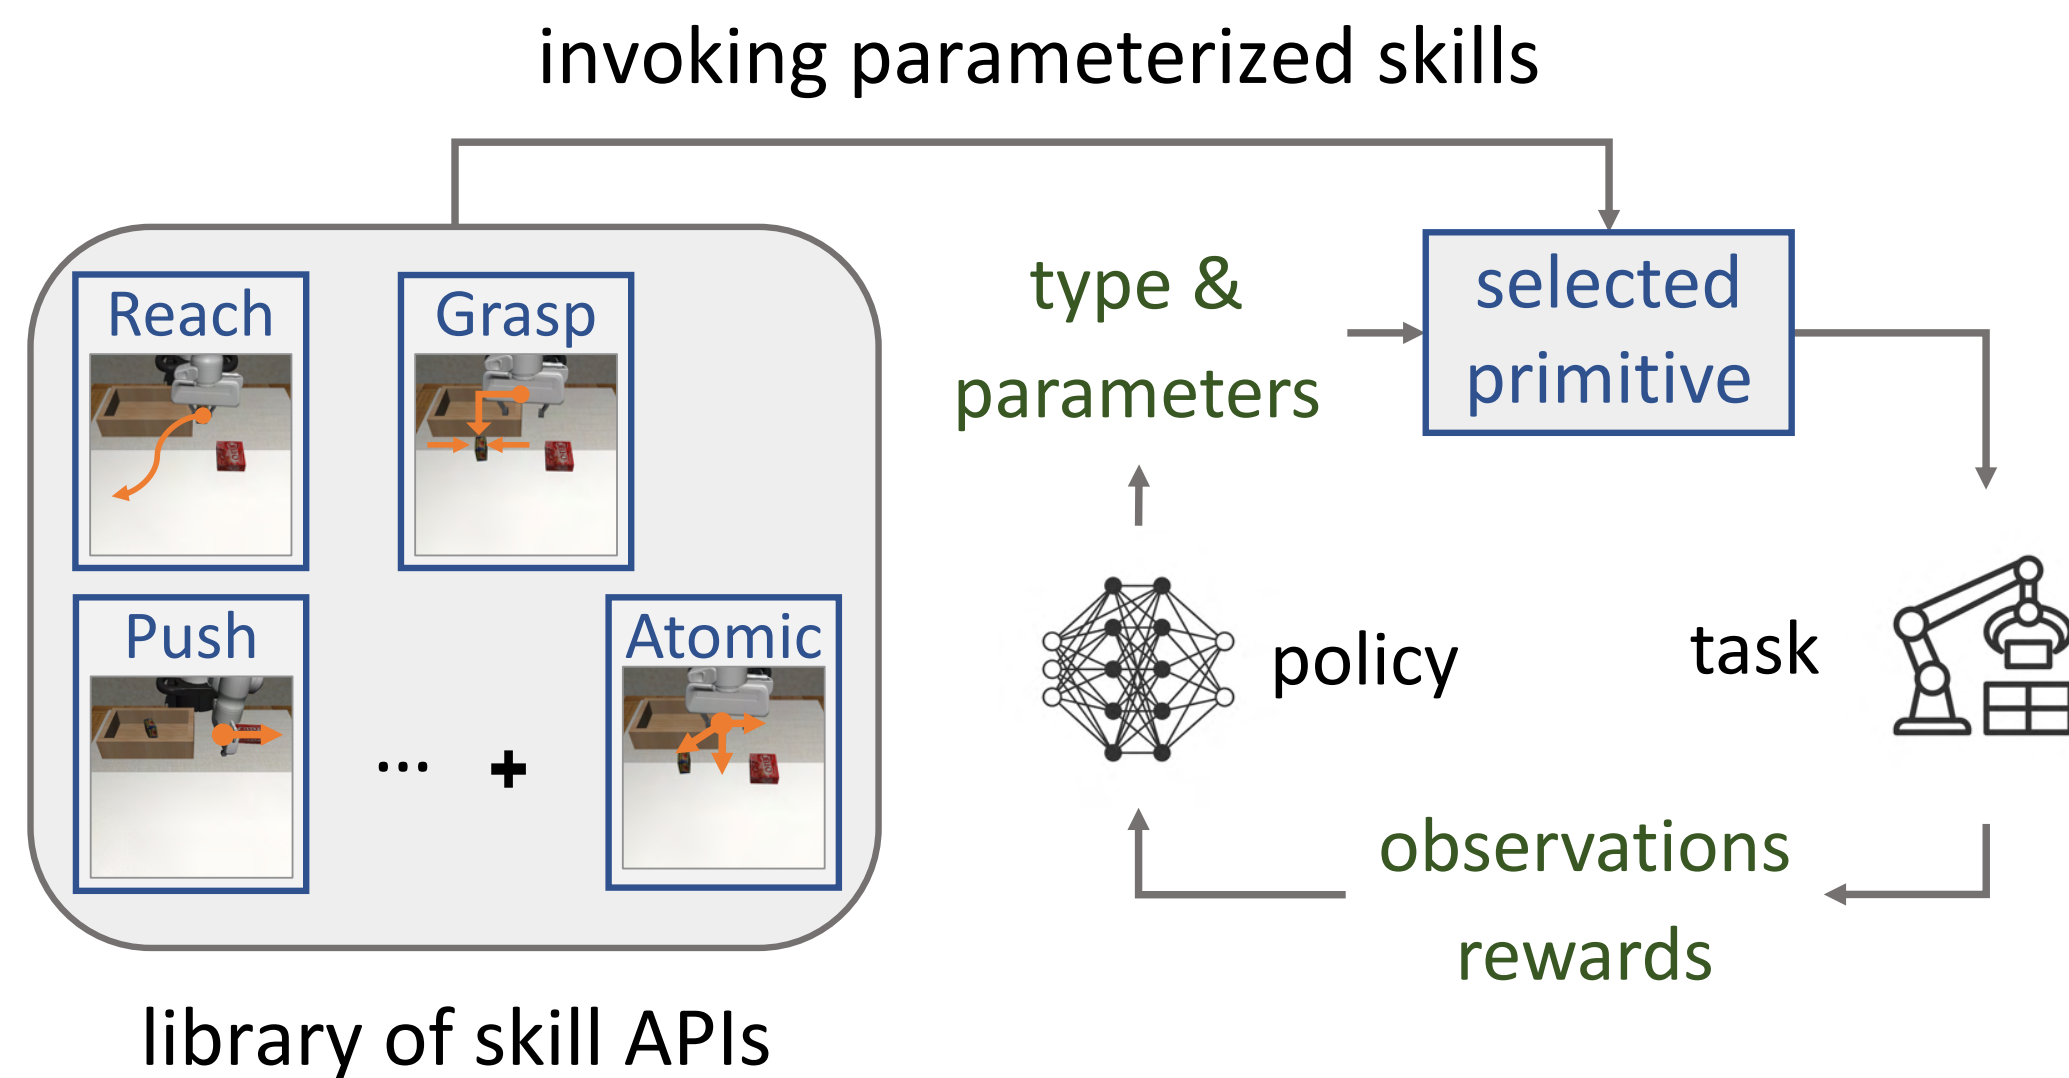 invoking parameterized skills
Reach
Grasp
Push
... +
Atomic
library of skill APIs
type &
parameters
selected
primitive
policy
task
observations
rewards